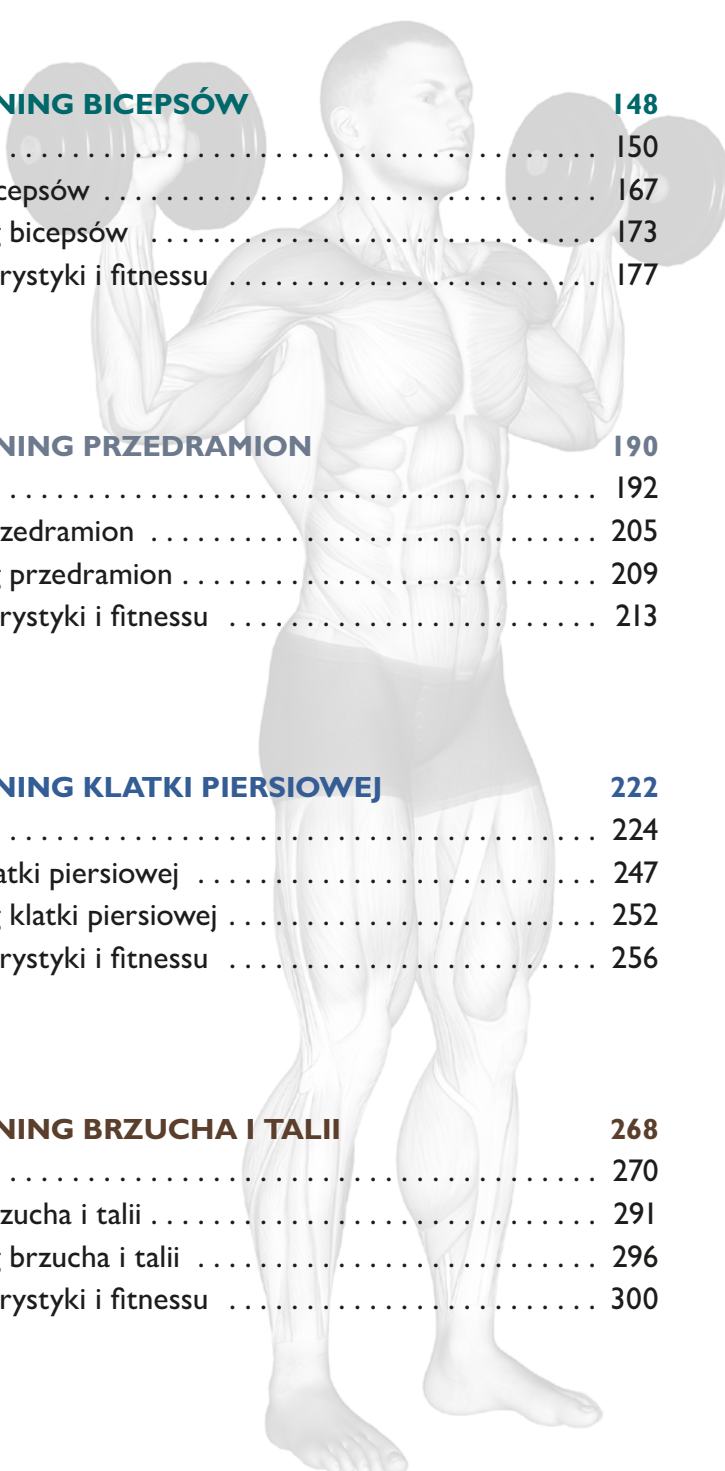 NING BICEPSÓW 148
. . . . . . . . . . . . . . . . . . . . . . . . . . . . . . . . . . . . . . . 150
cepsów . . . . . . . . . . . . . . . . . . . . . . . . . . . . . . . . . 167
g bicepsów . . . . . . . . . . . . . . . . . . . . . . . . . . . . . . 173
rystyki i fitnessu . . . . . . . . . . . . . . . . . . . . . . . . . 177
NING PRZEDRAMION 190
. . . . . . . . . . . . . . . . . . . . . . . . . . . . . . . . . . . . . . . 192
zedramion . . . . . . . . . . . . . . . . . . . . . . . . . . . . . . 205
g przedramion . . . . . . . . . . . . . . . . . . . . . . . . . . . . 209
rystyki i fitnessu . . . . . . . . . . . . . . . . . . . . . . . . . 213
NING KLATKI PIERSIOWEJ 222
. . . . . . . . . . . . . . . . . . . . . . . . . . . . . . . . . . . . . . . 224
atki piersiowej . . . . . . . . . . . . . . . . . . . . . . . . . . . 247
g klatki piersiowej . . . . . . . . . . . . . . . . . . . . . . . . . 252
rystyki i fitnessu . . . . . . . . . . . . . . . . . . . . . . . . . 256
NING BRZUCHA I TALII 268
. . . . . . . . . . . . . . . . . . . . . . . . . . . . . . . . . . . . . . . 270
zucha i talii . . . . . . . . . . . . . . . . . . . . . . . . . . . . . . 291
g brzucha i talii . . . . . . . . . . . . . . . . . . . . . . . . . . . 296
rystyki i fitnessu . . . . . . . . . . . . . . . . . . . . . . . . . 300